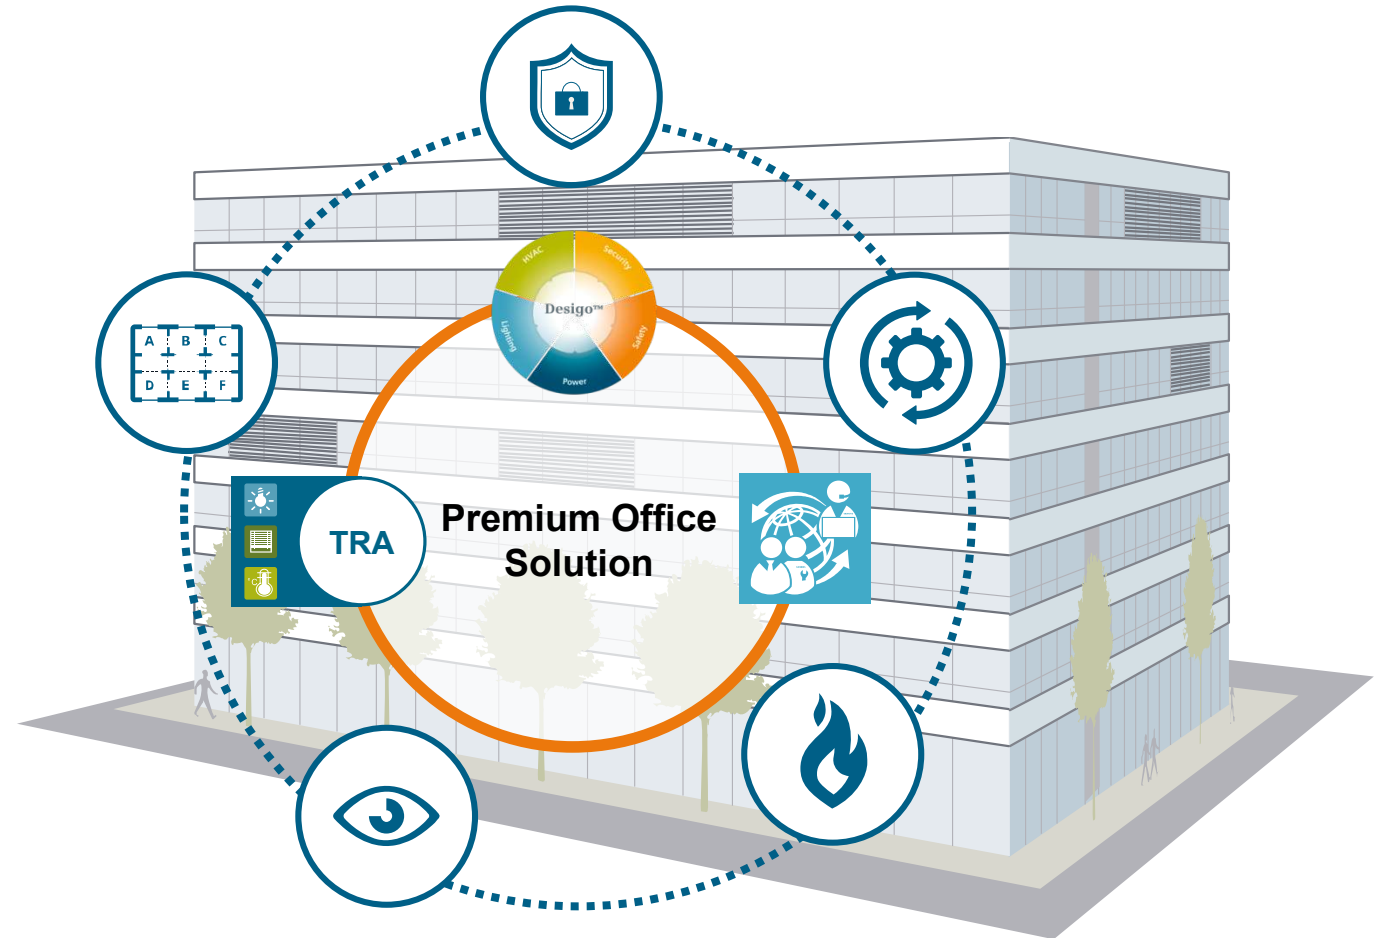 HVAC
Security
Desigo™
Lighting
Safety
Power
A B C
D E F
TRA
Premium Office
Solution
°C